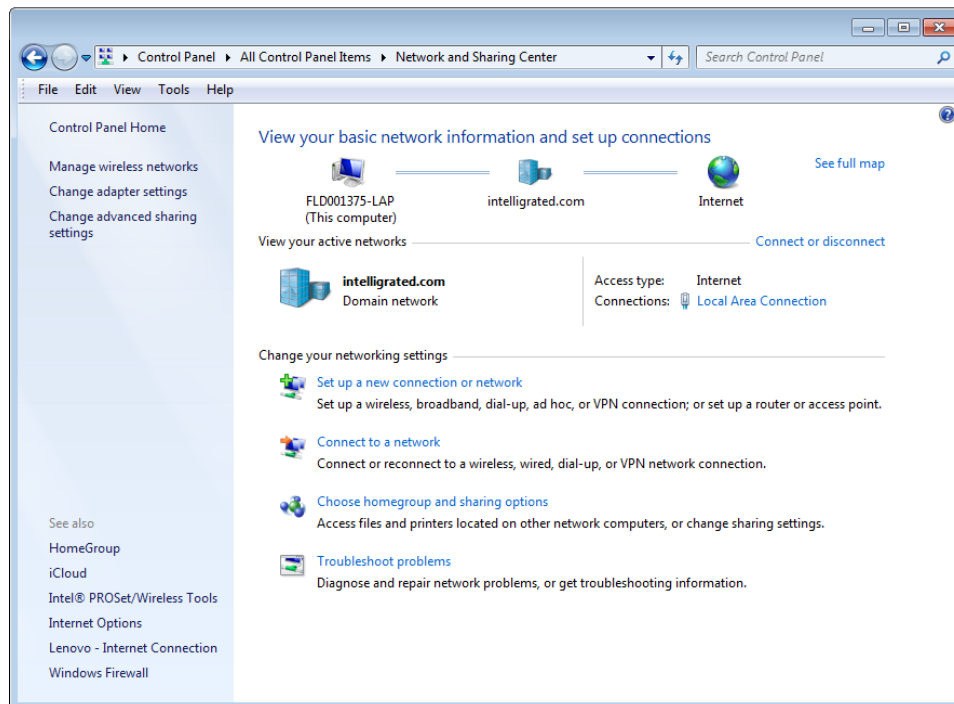 Control Panel ▸ All Control Panel Items ▸ Network and Sharing Center
Search Control Panel
File Edit View Tools Help
Control Panel Home
Manage wireless networks
Change adapter settings
Change advanced sharing
settings
See also
HomeGroup
iCloud
Intel® PROSet/Wireless Tools
Internet Options
Lenovo - Internet Connection
Windows Firewall
View your basic network information and set up connections
See full map
FLD001375-LAP
(This computer)
intelligrated.com
Internet
View your active networks
Connect or disconnect
intelligrated.com
Domain network
Access type: Internet
Connections: Local Area Connection
Change your networking settings
Set up a new connection or network
Set up a wireless, broadband, dial-up, ad hoc, or VPN connection; or set up a router or access point.
Connect to a network
Connect or reconnect to a wireless, wired, dial-up, or VPN network connection.
Choose homegroup and sharing options
Access files and printers located on other network computers, or change sharing settings.
Troubleshoot problems
Diagnose and repair network problems, or get troubleshooting information.